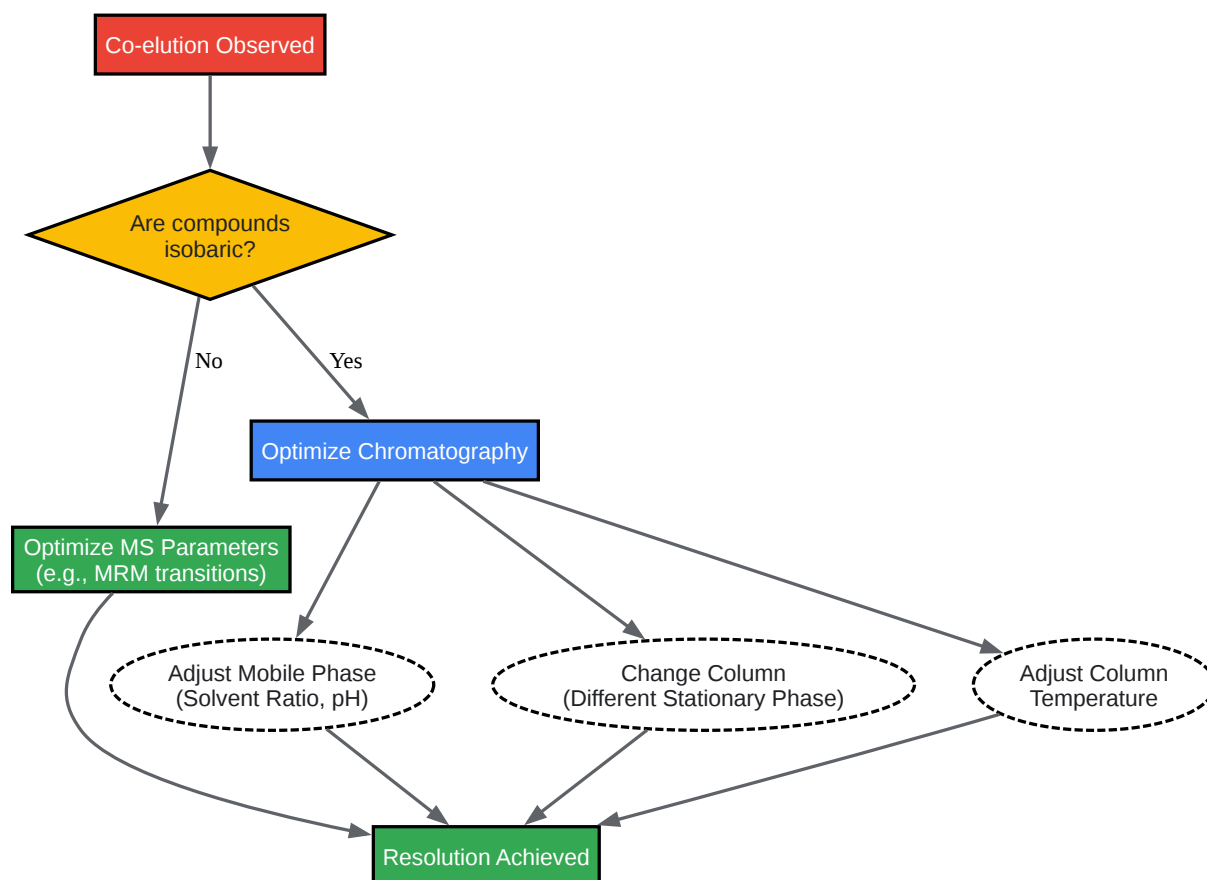 Co-elution Observed
Are compounds
isobaric?
No
Yes
Optimize Chromatography
Optimize MS Parameters
(e.g., MRM transitions)
Adjust Mobile Phase
(Solvent Ratio, pH)
Change Column
(Different Stationary Phase)
Adjust Column
Temperature
Resolution Achieved